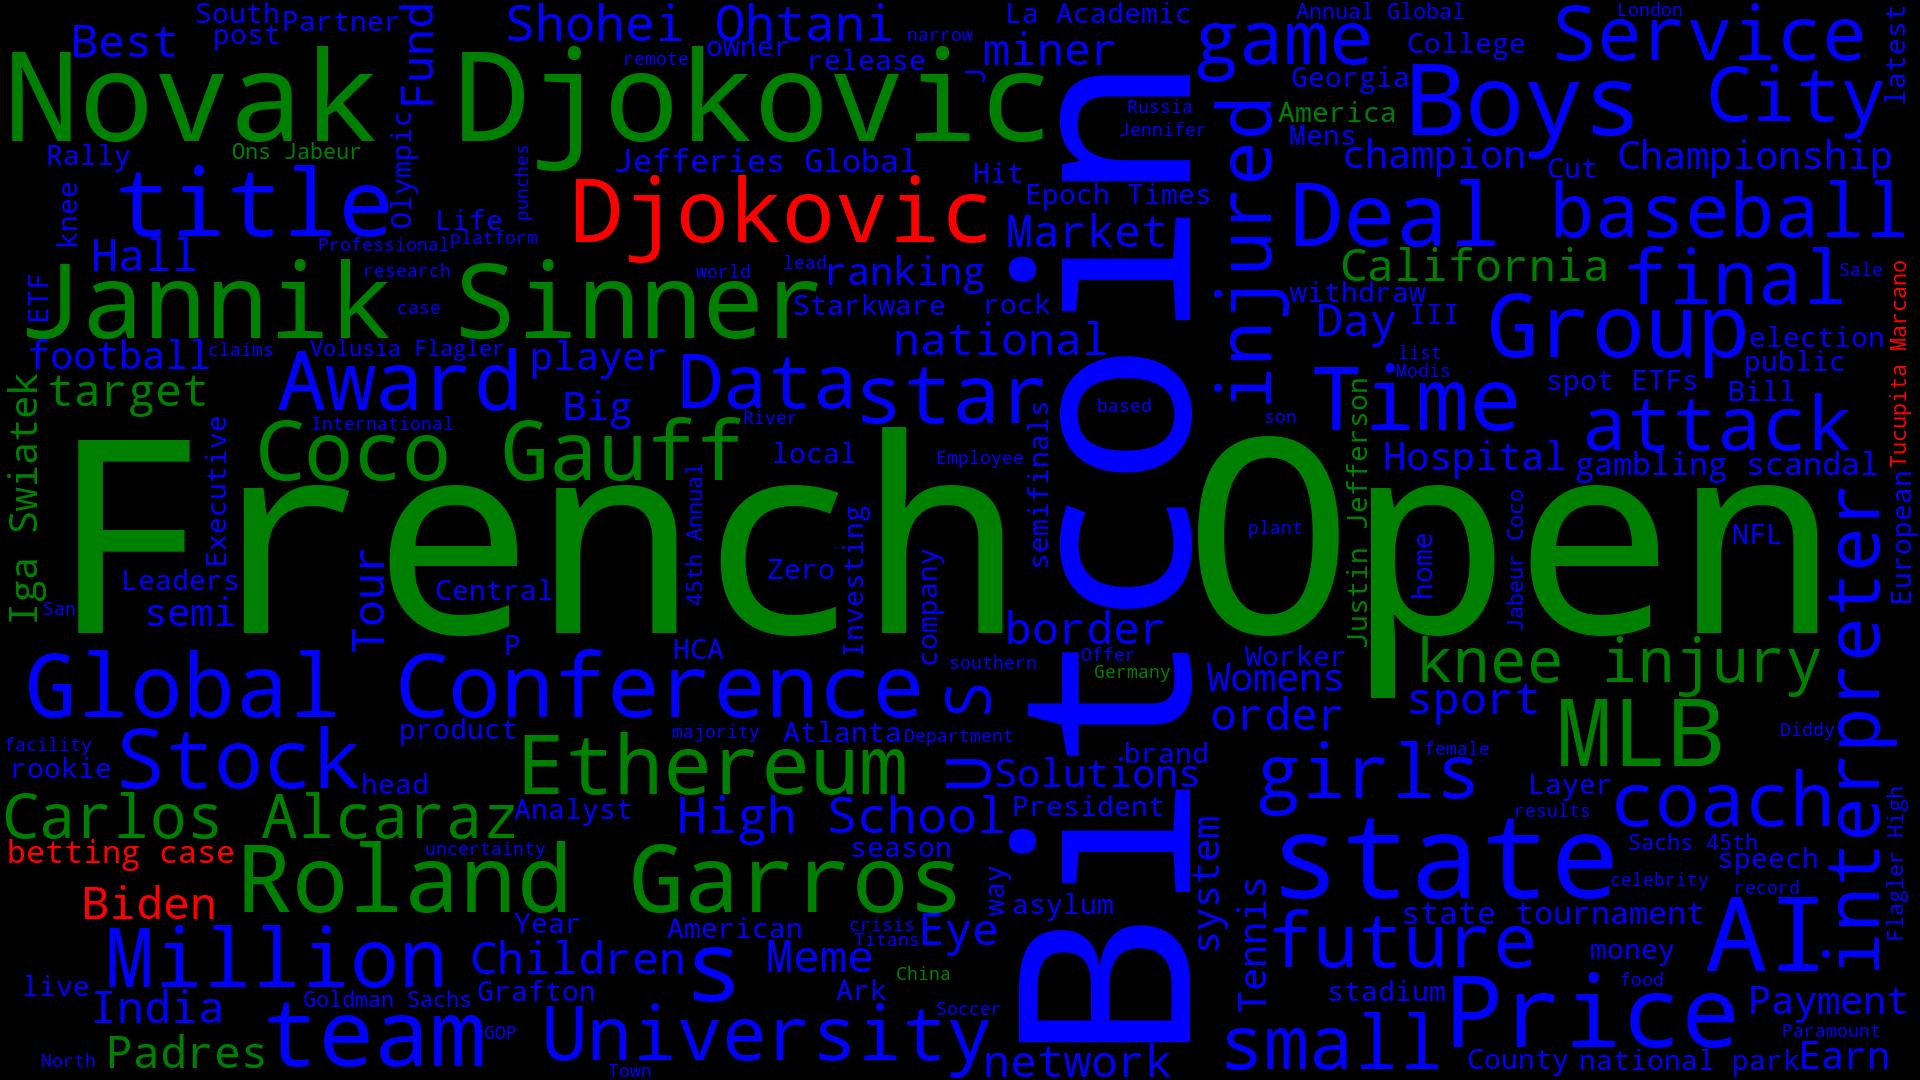 South
Partner
post
Best
Fund
Shohei Ohtani
narrow
remote
owner
release
La Academic
miner
game
Annual Global
London
College
Service
latest
Novak Djokovic
J
Russia
Jennifer
Georgia
America
Mens
Boys
City
Rally
Ons Jabeur
Olympic
punches
Jefferies Global
Hit
champion
Cut
Championship
title
knee
Life
Professional
platform
Djokovic
Epoch Times
Market
injured
Deal
baseball
Hall
research
world
lead
ranking
California
final
Sale
ETF
Jannik Sinner
case
Starkware
rock
withdraw
Day
III
Group
election
public
Tucupita Marcano
football
claims
Volusia Flagler
player
national
list
Modis
target
Award
Big
Data
star
Time
spot ETFs
Bill
attack
based
son
River
International
Iga Swiatek
Executive
Coco Gauff
local
Employee
semifinals
Justin Jefferson
Hospital
gambling scandal
European
French Open
Bitcoin
45th Annual
Investing
company
plant
home
Jabeur Coco
NFL
Leaders
San
semi
Tour
Central
Zero
P
HCA
border
Offer
Germany
southern
Worker
Womens
knee injury
interpreter
Global Conference
U S
order
sport
MLB
Diddy
product
majority
Atlanta
Department
brand
facility
rookie
Stock
head
Ethereum
Solutions
girls
female
Layer
results
coach
Carlos Alcaraz
Analyst
High School
President
system
Sachs 45th
speech
Flagler High
betting case
uncertainty
season
state
celebrity
record
Biden
Roland Garros
way
asylum
Tennis
state tournament
AI
Year
American
crisis
Titans
Eye
future
money
Million
Children
s
Meme
China
live
India
Goldman Sachs
Grafton
Ark
Soccer
stadium
Price
food
Payment
Paramount
Padres
team
GOP
University
small
North
Town
network
County
national park
Earn